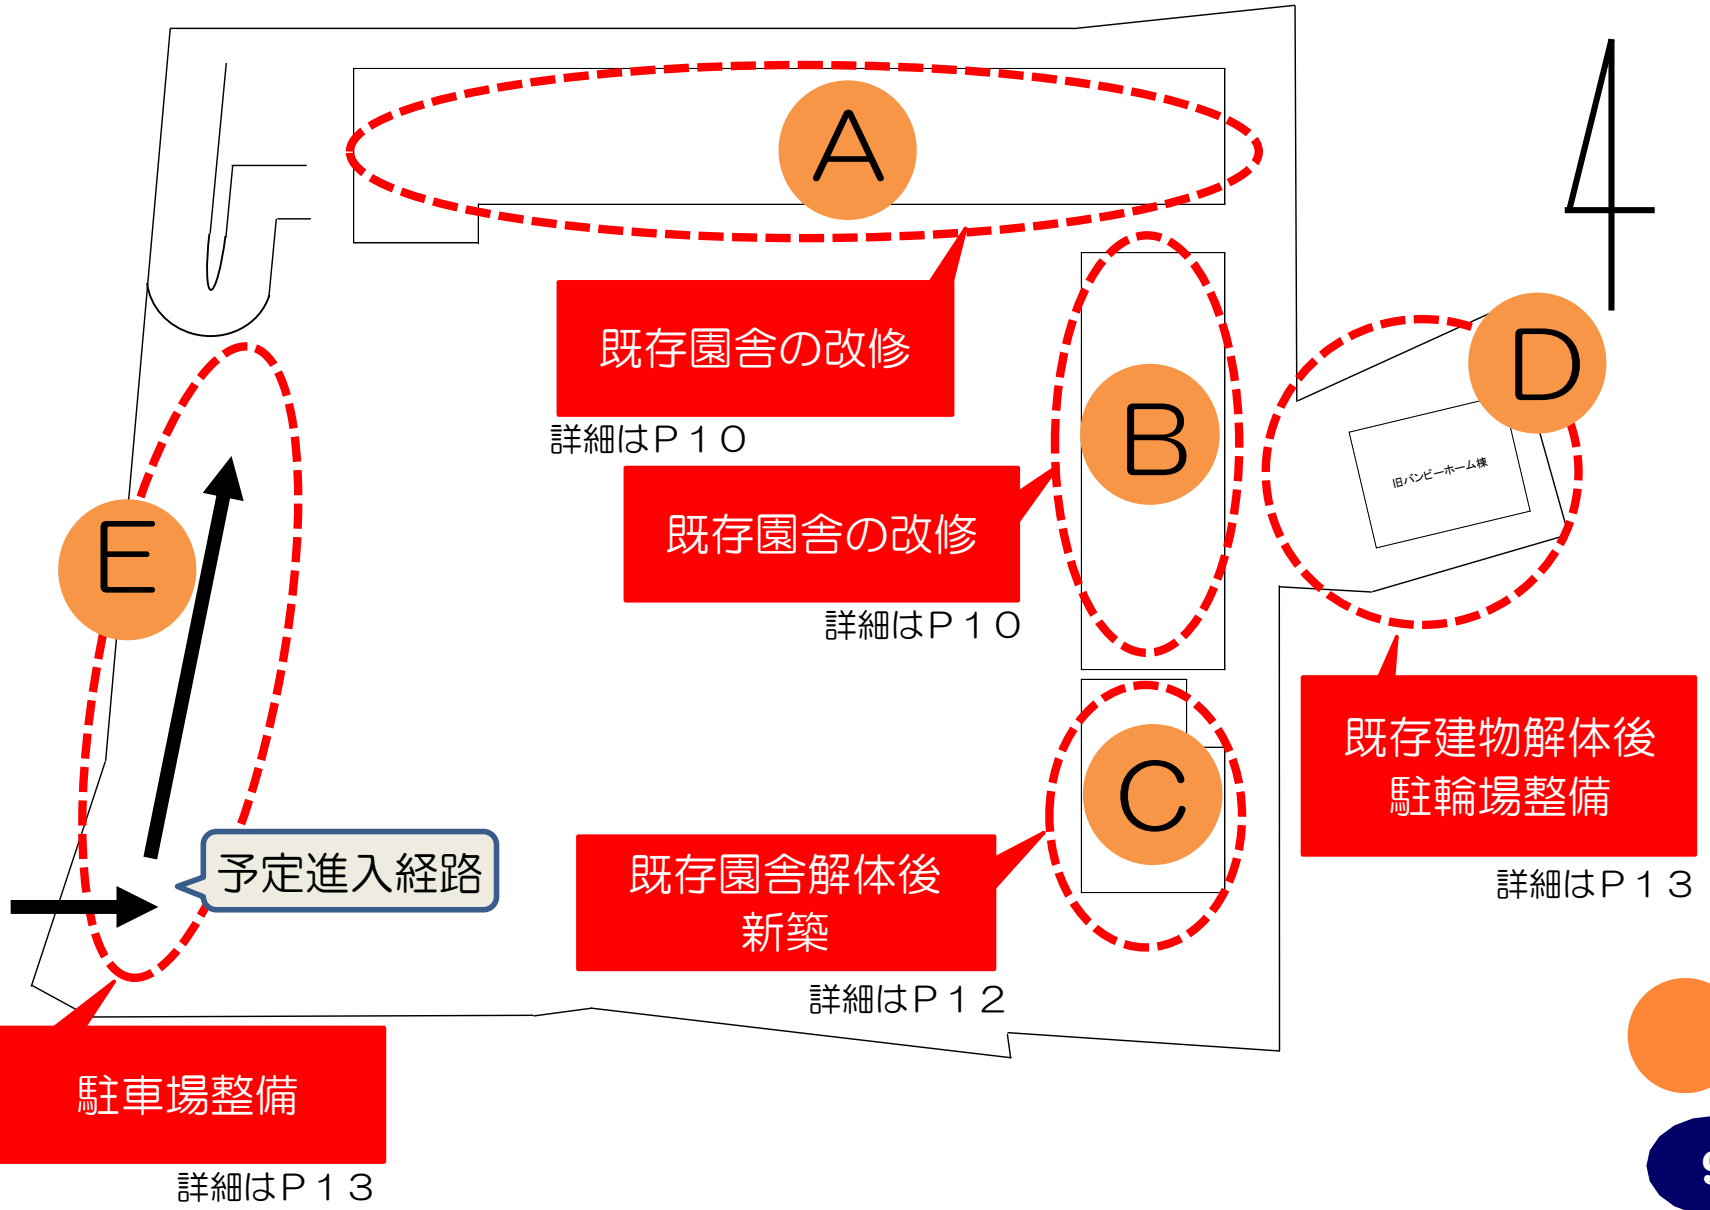 A
既存園舎の改修
詳細はP10
B
既存園舎の改修
詳細はP10
D
旧バンビーホーム棟
既存建物解体後
駐輪場整備
詳細はP13
E
予定進入経路
C
既存園舎解体後
新築
詳細はP12
駐車場整備
詳細はP13